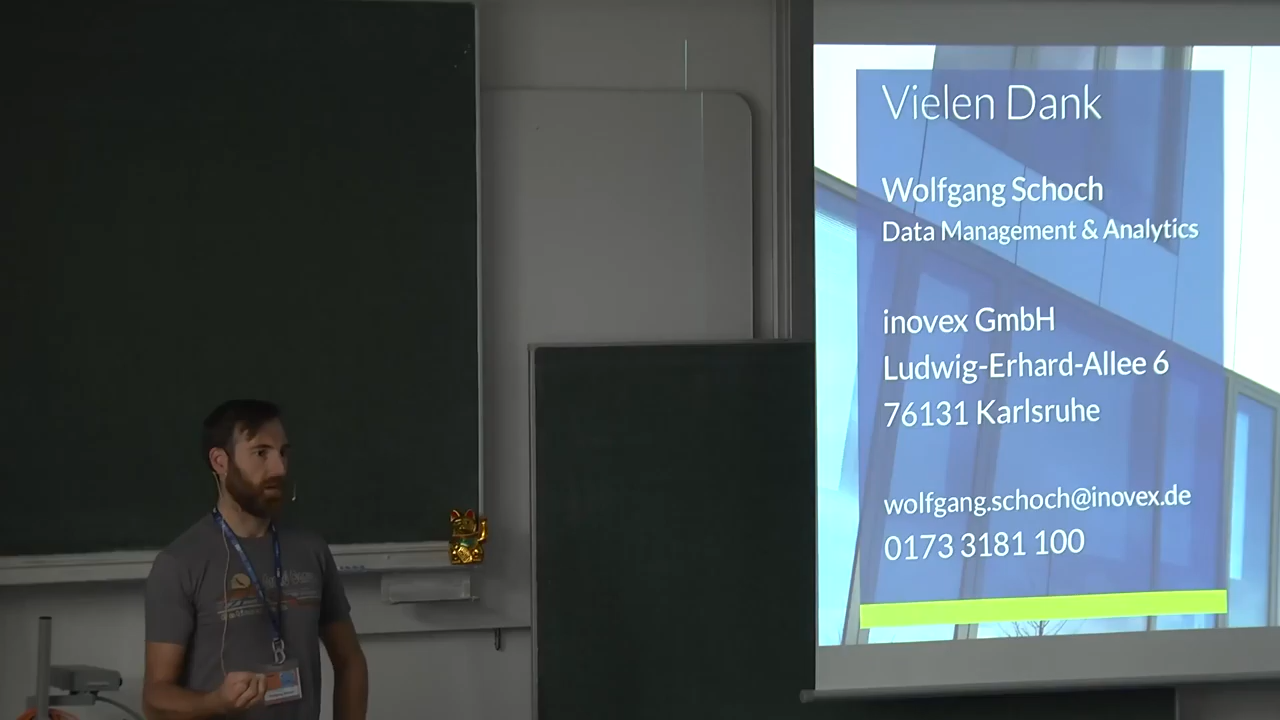 Vielen Dank
Wolfgang Schoch
Data Management & Analytics
inovex GmbH
Ludwig-Erhard-Allee 6
76131 Karlsruhe
wolfgang.schoch@inovex.de
0173 3181 100